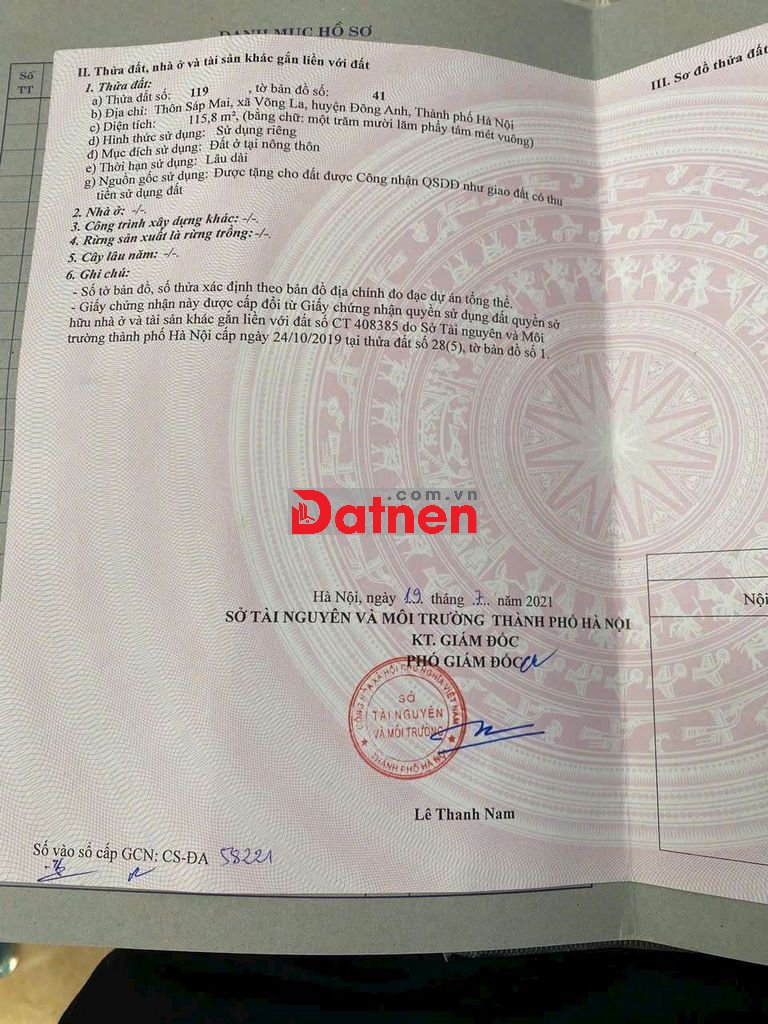 DANH MỤC HỒ SƠ
Số
TT
II. Thửa đất, nhà ở và tài sản khác gắn liền với đất
1. Thửa đất:
a) Thửa đất số: 119 , tờ bản đồ số: 41
b) Địa chỉ: Thôn Sáp Mai, xã Võng La, huyện Đông Anh, Thành phố Hà Nội
c) Diện tích: 115,8 m², (bằng chữ: một trăm mười lăm phẩy tám mét vuông)
d) Hình thức sử dụng: Sử dụng riêng
đ) Mục đích sử dụng: Đất ở tại nông thôn
e) Thời hạn sử dụng: Lâu dài
g) Nguồn gốc sử dụng: Được tặng cho đất được Công nhận QSDĐ như giao đất có thu
tiền sử dụng đất
2. Nhà ở: -/-.
3. Công trình xây dựng khác: -/-.
4. Rừng sản xuất là rừng trồng: -/-.
5. Cây lâu năm: -/-.
6. Ghi chú:
- Số tờ bản đồ, số thửa xác định theo bản đồ địa chính đo đạc dự án tổng thể.
- Giấy chứng nhận này được cấp đổi từ Giấy chứng nhận quyền sử dụng đất quyền sở
hữu nhà ở và tài sản khác gắn liền với đất số CT 408385 do Sở Tài nguyên và Môi
trường thành phố Hà Nội cấp ngày 24/10/2019 tại thửa đất số 28(5), tờ bản đồ số 1.
III. Sơ đồ thửa đất
.com.vn
Datnen
Hà Nội, ngày 19 tháng 7 năm 2021
SỞ TÀI NGUYÊN VÀ MÔI TRƯỜNG THÀNH PHỐ HÀ NỘI
KT. GIÁM ĐỐC
PHÓ GIÁM ĐỐC
CỘNG HÒA XÃ HỘI CHỦ NGHĨA VIỆT NAM
SỞ
TÀI NGUYÊN
VÀ MÔI TRƯỜNG
THÀNH PHỐ HÀ NỘI
Lê Thanh Nam
Nội
Số vào sổ cấp GCN: CS-ĐA 58221